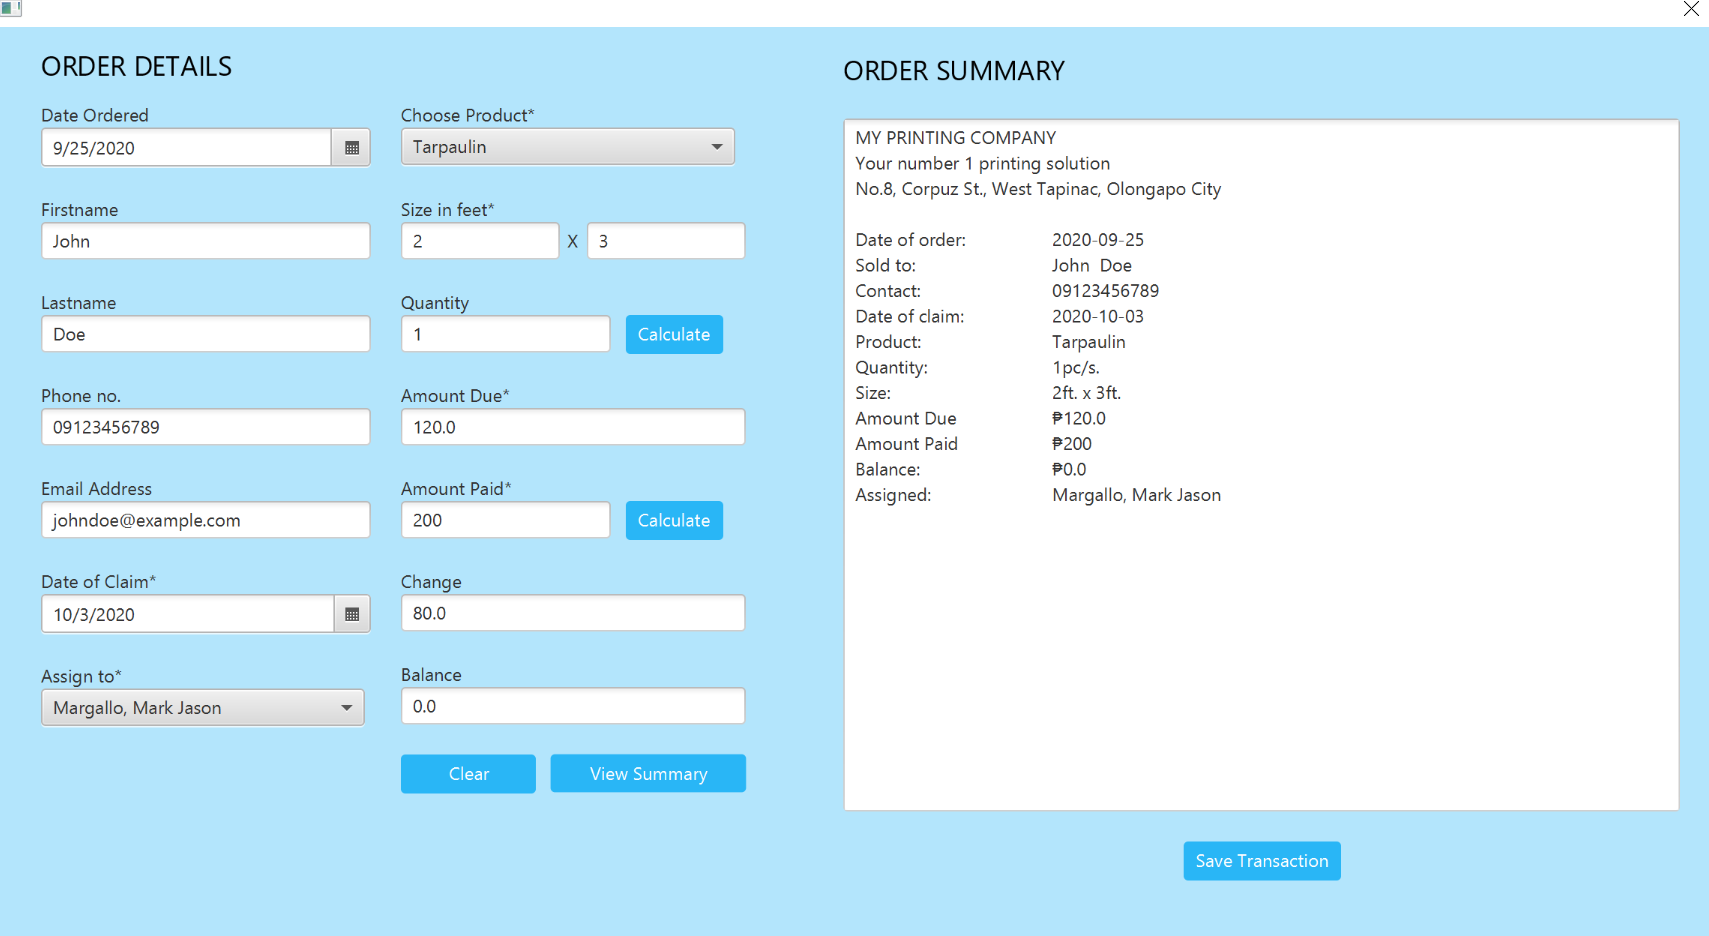 ORDER DETAILS
Date Ordered
9/25/2020
Firstname
John
Lastname
Doe
Phone no.
09123456789
Email Address
johndoe@example.com
Date of Claim*
10/3/2020
Assign to*
Margallo, Mark Jason
Choose Product*
Tarpaulin
Size in feet*
2 X 3
Quantity
1 Calculate
Amount Due*
120.0
Amount Paid*
200 Calculate
Change
80.0
Balance
0.0
Clear View Summary
ORDER SUMMARY
MY PRINTING COMPANY
Your number 1 printing solution
No.8, Corpuz St., West Tapinac, Olongapo City
Date of order: 2020-09-25
Sold to: John  Doe
Contact: 09123456789
Date of claim: 2020-10-03
Product: Tarpaulin
Quantity: 1pc/s.
Size: 2ft. x 3ft.
Amount Due ₱120.0
Amount Paid ₱200
Balance: ₱0.0
Assigned: Margallo, Mark Jason
Save Transaction